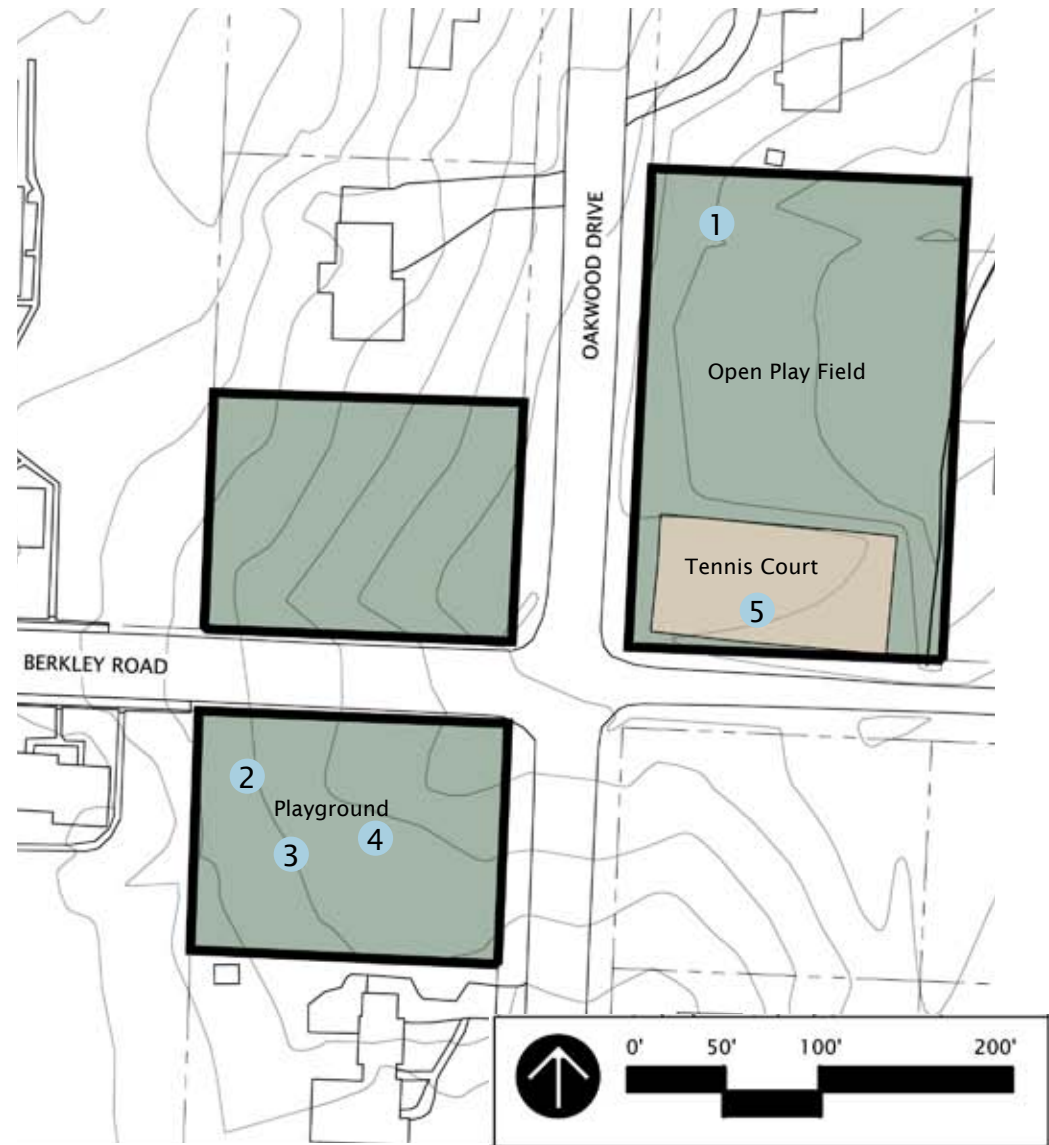 1
OAKWOOD DRIVE
Open Play Field
Tennis Court
5
BERKLEY ROAD
2
Playground
4
3
0' 50' 100' 200'